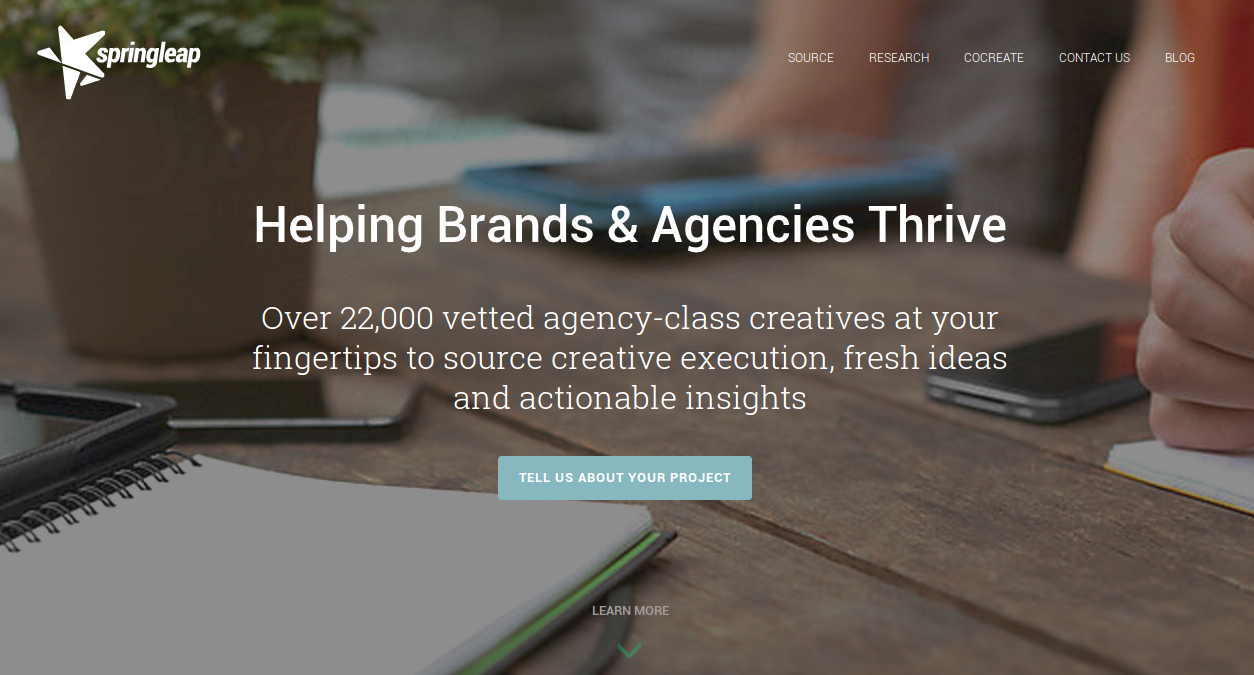 springleap
SOURCE RESEARCH COCREATE CONTACT US BLOG
Helping Brands & Agencies Thrive
Over 22,000 vetted agency-class creatives at your
fingertips to source creative execution, fresh ideas
and actionable insights
TELL US ABOUT YOUR PROJECT
LEARN MORE